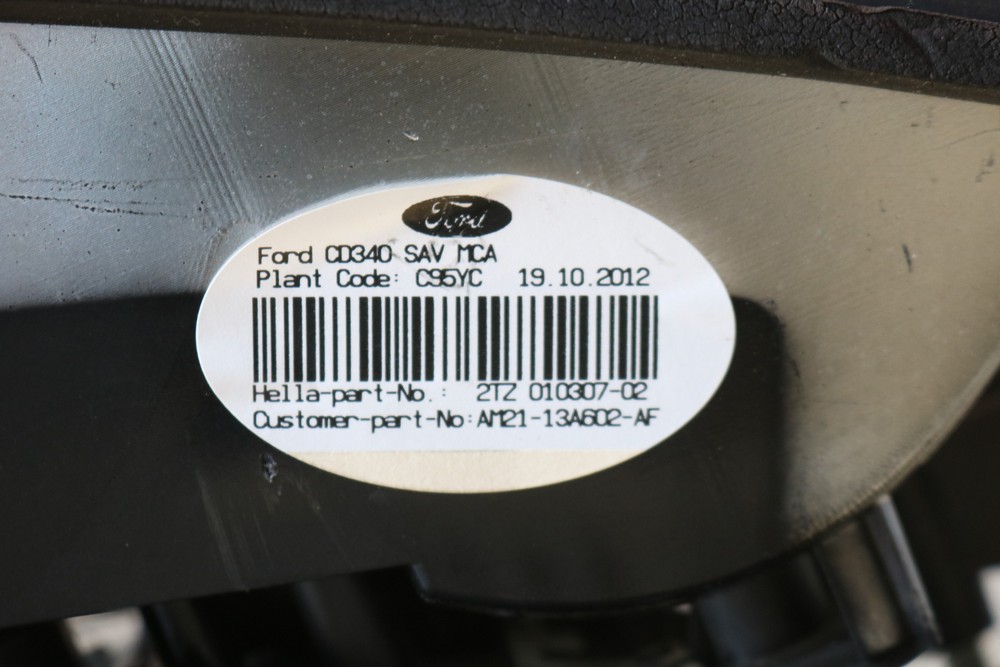 Ford
Ford CD340 SAV MCA
Plant Code: C95YC 19.10.2012
Hella-part-No.: 2TZ 010307-02
Customer-part-No:AM21-13A602-AF